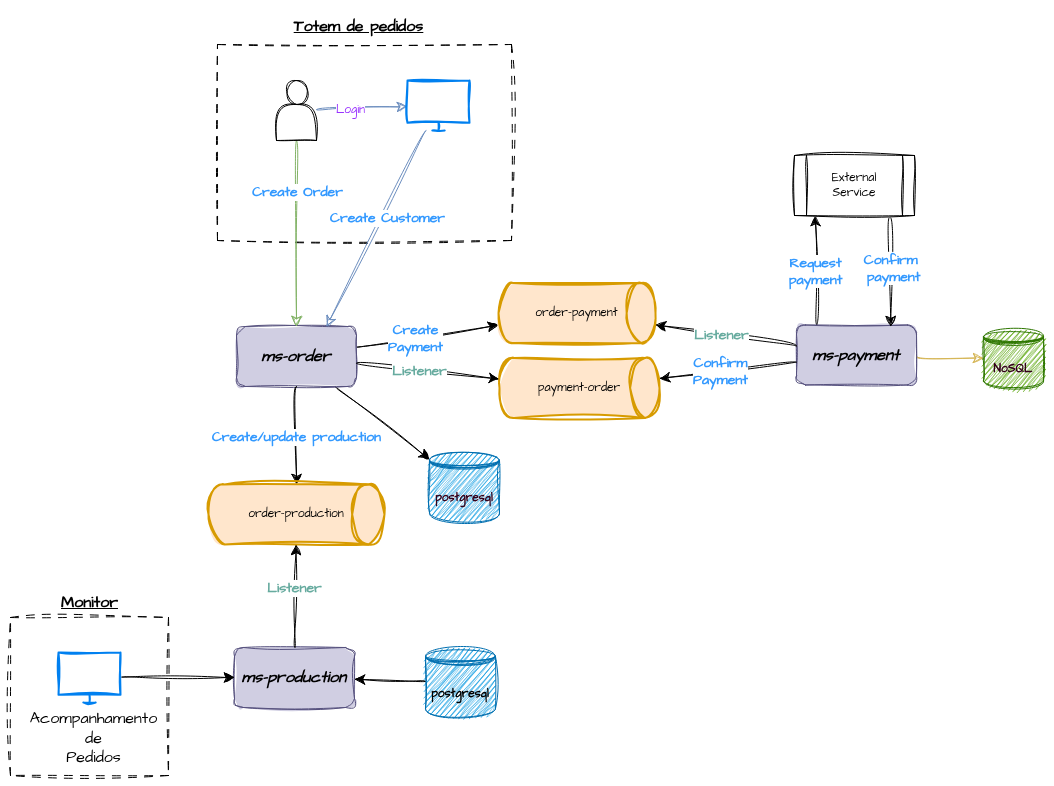 Totem de pedidos
Login
Create Order
Create Customer
External
Service
Request
payment
Confirm
payment
order-payment
ms-order
Create
Payment
Listener
Listener
ms-payment
Confirm
Payment
payment-order
NoSQL
Create/update production
postgresql
order-production
Listener
Monitor
ms-production
postgresql
Acompanhamento
de
Pedidos